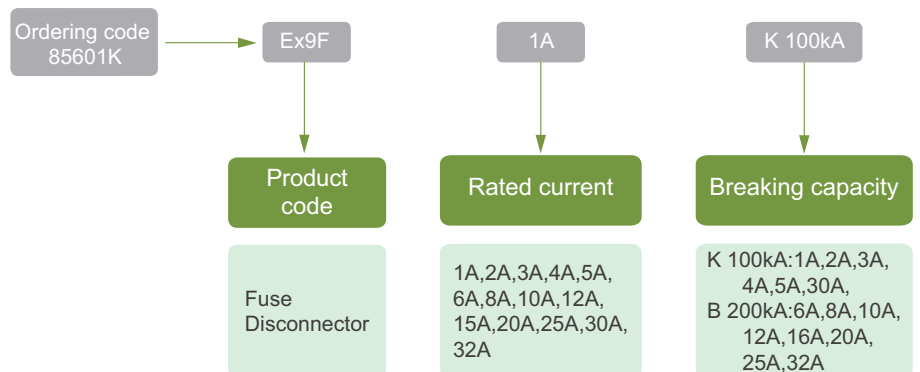 Ordering code
85601K
Ex9F
1A
K 100kA
Product
code
Rated current
Breaking capacity
Fuse
Disconnector
1A,2A,3A,4A,5A,
6A,8A,10A,12A,
15A,20A,25A,30A,
32A
K 100kA:1A,2A,3A,
4A,5A,30A,
B 200kA:6A,8A,10A,
12A,16A,20A,
25A,32A